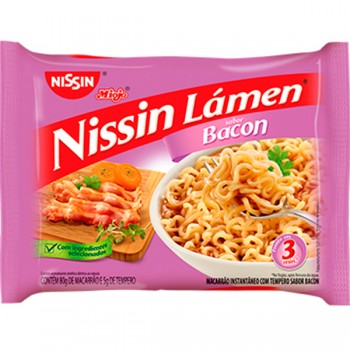 NISSIN
Miojo
Nissin Lámen®
sabor
Bacon
Com ingredientes
selecionados
3
CONTÉM 80g DE MACARRÃO E 5g DE TEMPERO
MACARRÃO INSTANTÂNEO COM TEMPERO SABOR BACON